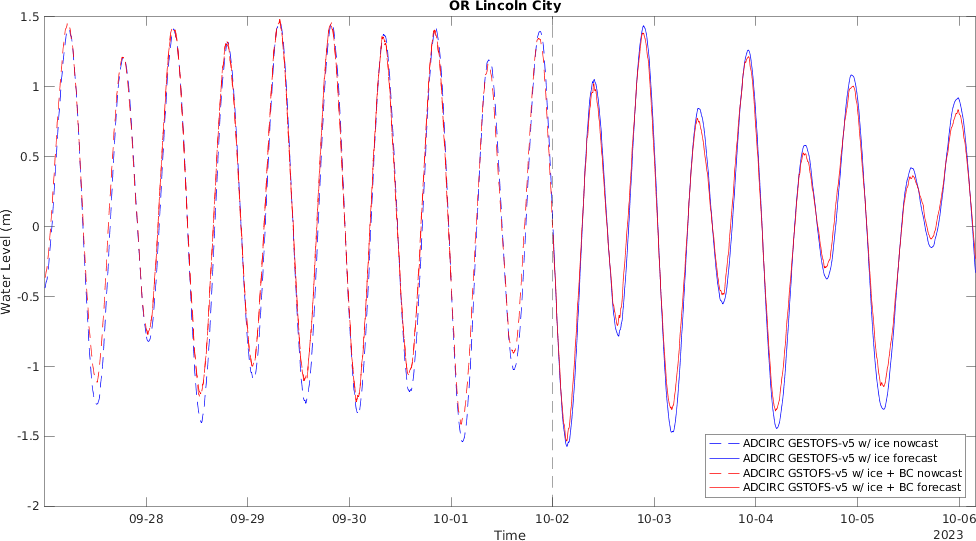 OR Lincoln City
1.5
1
0.5
0
-0.5
-1
-1.5
-2
Water Level (m)
ADCIRC GESTOFS-v5 w/ ice nowcast
ADCIRC GESTOFS-v5 w/ ice forecast
ADCIRC GSTOFS-v5 w/ ice + BC nowcast
ADCIRC GSTOFS-v5 w/ ice + BC forecast
09-28 09-29 09-30 10-01 10-02 10-03 10-04 10-05 10-06
Time
2023